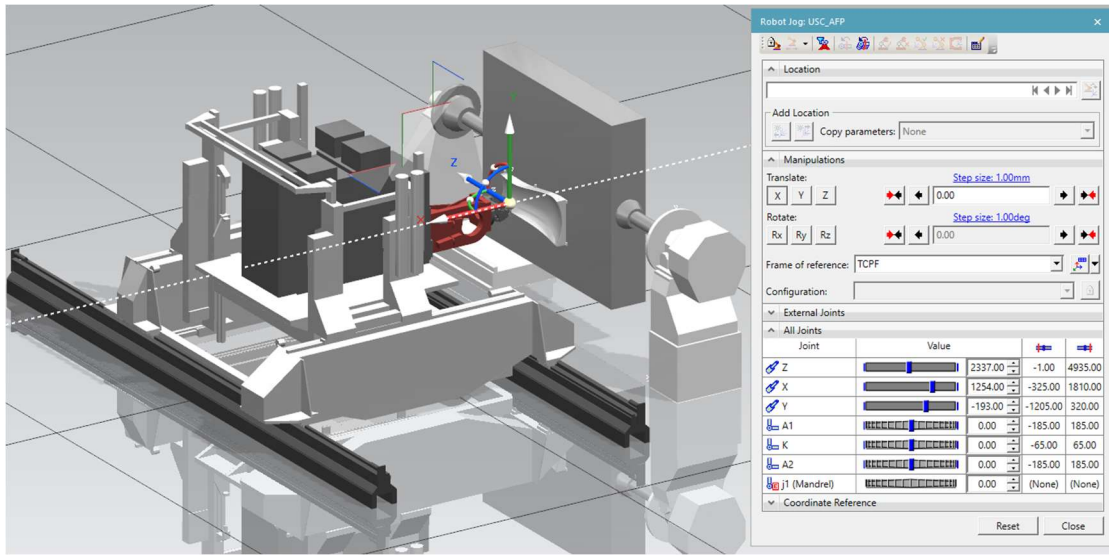 Robot Jog: USC_AFP
Location
Add Location
Copy parameters: None
Manipulations
Translate: Step size: 1.00mm
X Y Z 0.00
Rotate: Step size: 1.00deg
Rx Ry Rz 0.00
Frame of reference: TCPF
Configuration:
External Joints
All Joints
Joint Value
Z 2337.00 -1.00 4935.00
X 1254.00 -325.00 1810.00
Y -193.00 -1205.00 320.00
A1 0.00 -185.00 185.00
K 0.00 -65.00 65.00
A2 0.00 -185.00 185.00
j1 (Mandrel) 0.00 (None) (None)
Coordinate Reference
Reset Close
Z
X